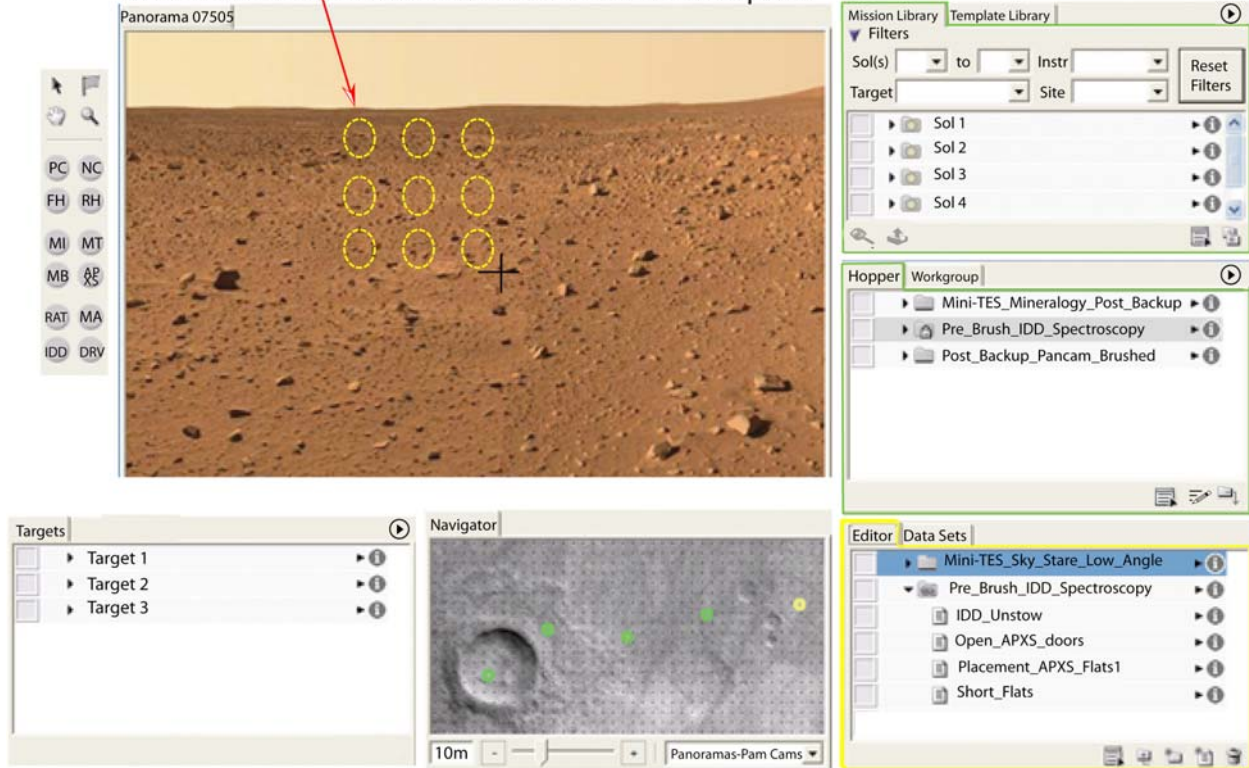 Panorama 07505
PC NC
FH RH
MI MT
MB APXS
RAT MA
IDD DRV
Mission Library Template Library
Filters
Sol(s) to Instr
Reset
Filters
Target Site
Sol 1
Sol 2
Sol 3
Sol 4
Hopper Workgroup
Mini-TES_Mineralogy_Post_Backup
Pre_Brush_IDD_Spectroscopy
Post_Backup_Pancam_Brushed
Targets
Target 1
Target 2
Target 3
Navigator
10m - + Panoramas-Pam Cams
Editor Data Sets
Mini-TES_Sky_Stare_Low_Angle
Pre_Brush_IDD_Spectroscopy
IDD_Unstow
Open_APXS_doors
Placement_APXS_Flats1
Short_Flats